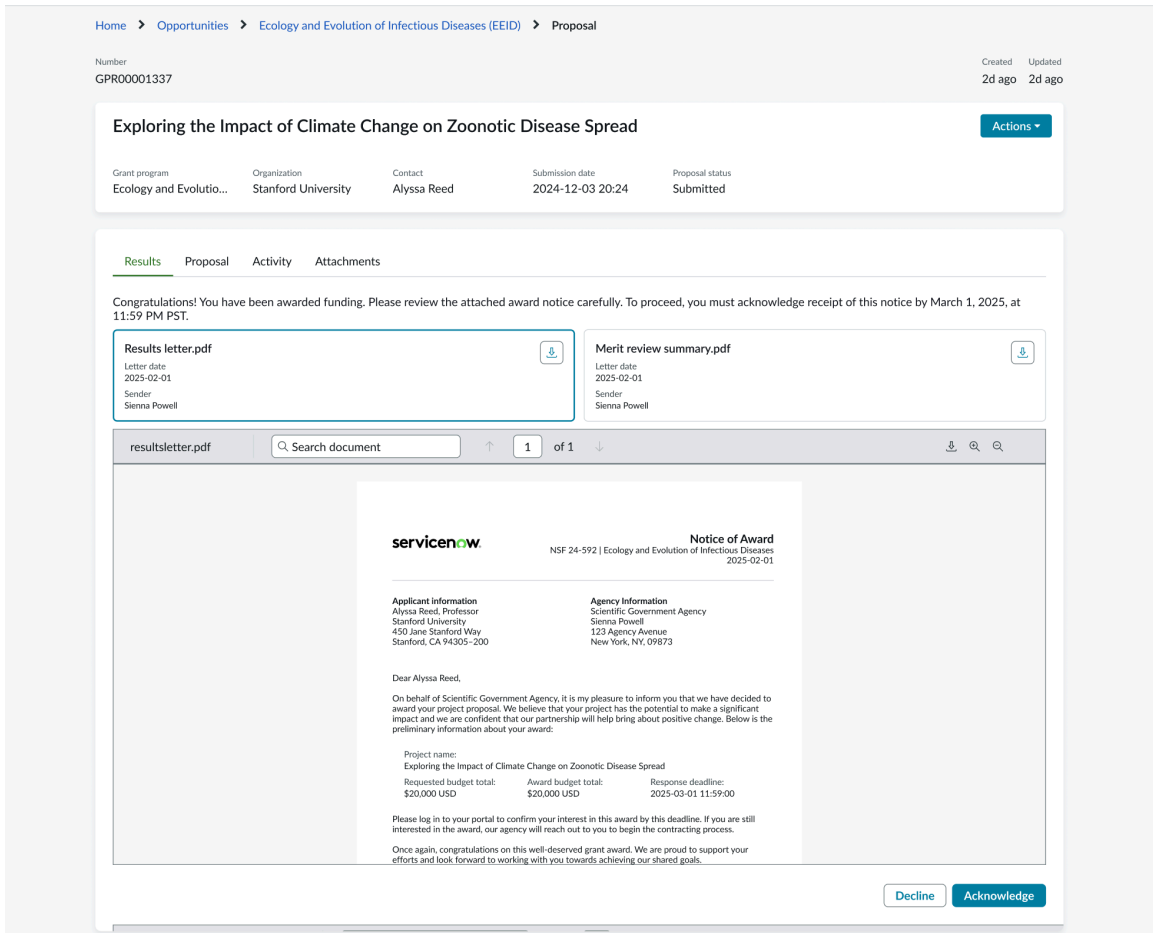 Home > Opportunities > Ecology and Evolution of Infectious Diseases (EEID) > Proposal
Number
GPR00001337
Created Updated
2d ago 2d ago
Exploring the Impact of Climate Change on Zoonotic Disease Spread
Actions
Grant program Organization Contact Submission date Proposal status
Ecology and Evolutio... Stanford University Alyssa Reed 2024-12-03 20:24 Submitted
Results Proposal Activity Attachments
Congratulations! You have been awarded funding. Please review the attached award notice carefully. To proceed, you must acknowledge receipt of this notice by March 1, 2025, at
11:59 PM PST.
Results letter.pdf
Letter date
2025-02-01
Sender
Sienna Powell
Merit review summary.pdf
Letter date
2025-02-01
Sender
Sienna Powell
resultsletter.pdf Search document 1 of 1
servicenow.
Notice of Award
NSF 24-592 | Ecology and Evolution of Infectious Diseases
2025-02-01
Applicant information
Alyssa Reed, Professor
Stanford University
450 Jane Stanford Way
Stanford, CA 94305–200
Agency Information
Scientific Government Agency
Sienna Powell
123 Agency Avenue
New York, NY, 09873
Dear Alyssa Reed,
On behalf of Scientific Government Agency, it is my pleasure to inform you that we have decided to
award your project proposal. We believe that your project has the potential to make a significant
impact and we are confident that our partnership will help bring about positive change. Below is the
preliminary information about your award:
Project name:
Exploring the Impact of Climate Change on Zoonotic Disease Spread
Requested budget total: Award budget total: Response deadline:
$20,000 USD $20,000 USD 2025-03-01 11:59:00
Please log in to your portal to confirm your interest in this award by this deadline. If you are still
interested in the award, our agency will reach out to you to begin the contracting process.
Once again, congratulations on this well-deserved grant award. We are proud to support your
efforts and look forward to working with you towards achieving our shared goals.
Decline Acknowledge